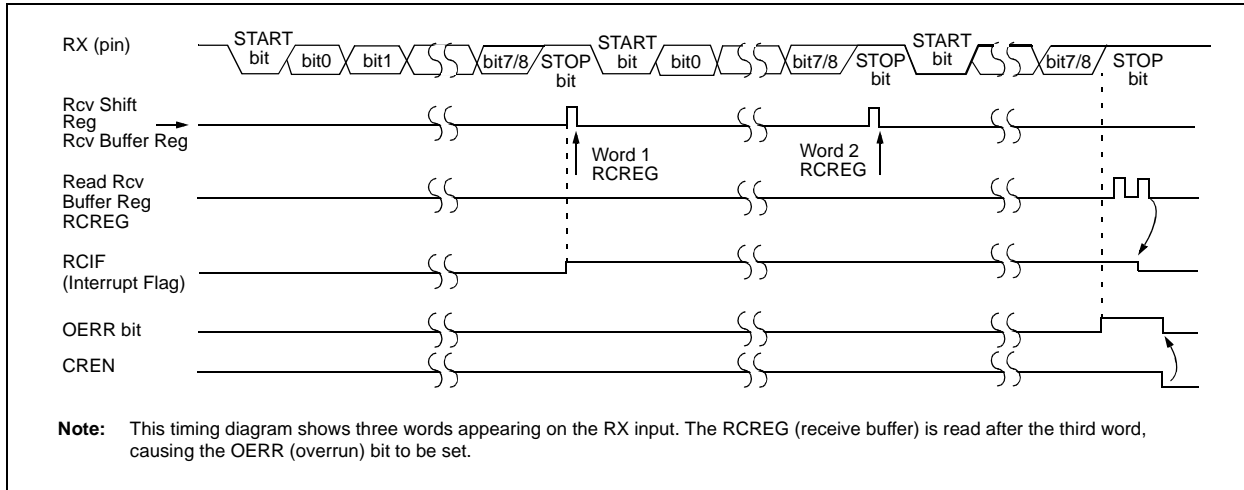 RX (pin)
START
bit
bit0
bit1
bit7/8
STOP
bit
START
bit
bit0
bit7/8
STOP
bit
START
bit
bit7/8
STOP
bit
Rcv Shift
Reg
Rcv Buffer Reg
Word 1
RCREG
Word 2
RCREG
Read Rcv
Buffer Reg
RCREG
RCIF
(Interrupt Flag)
OERR bit
CREN
Note: This timing diagram shows three words appearing on the RX input. The RCREG (receive buffer) is read after the third word,
causing the OERR (overrun) bit to be set.